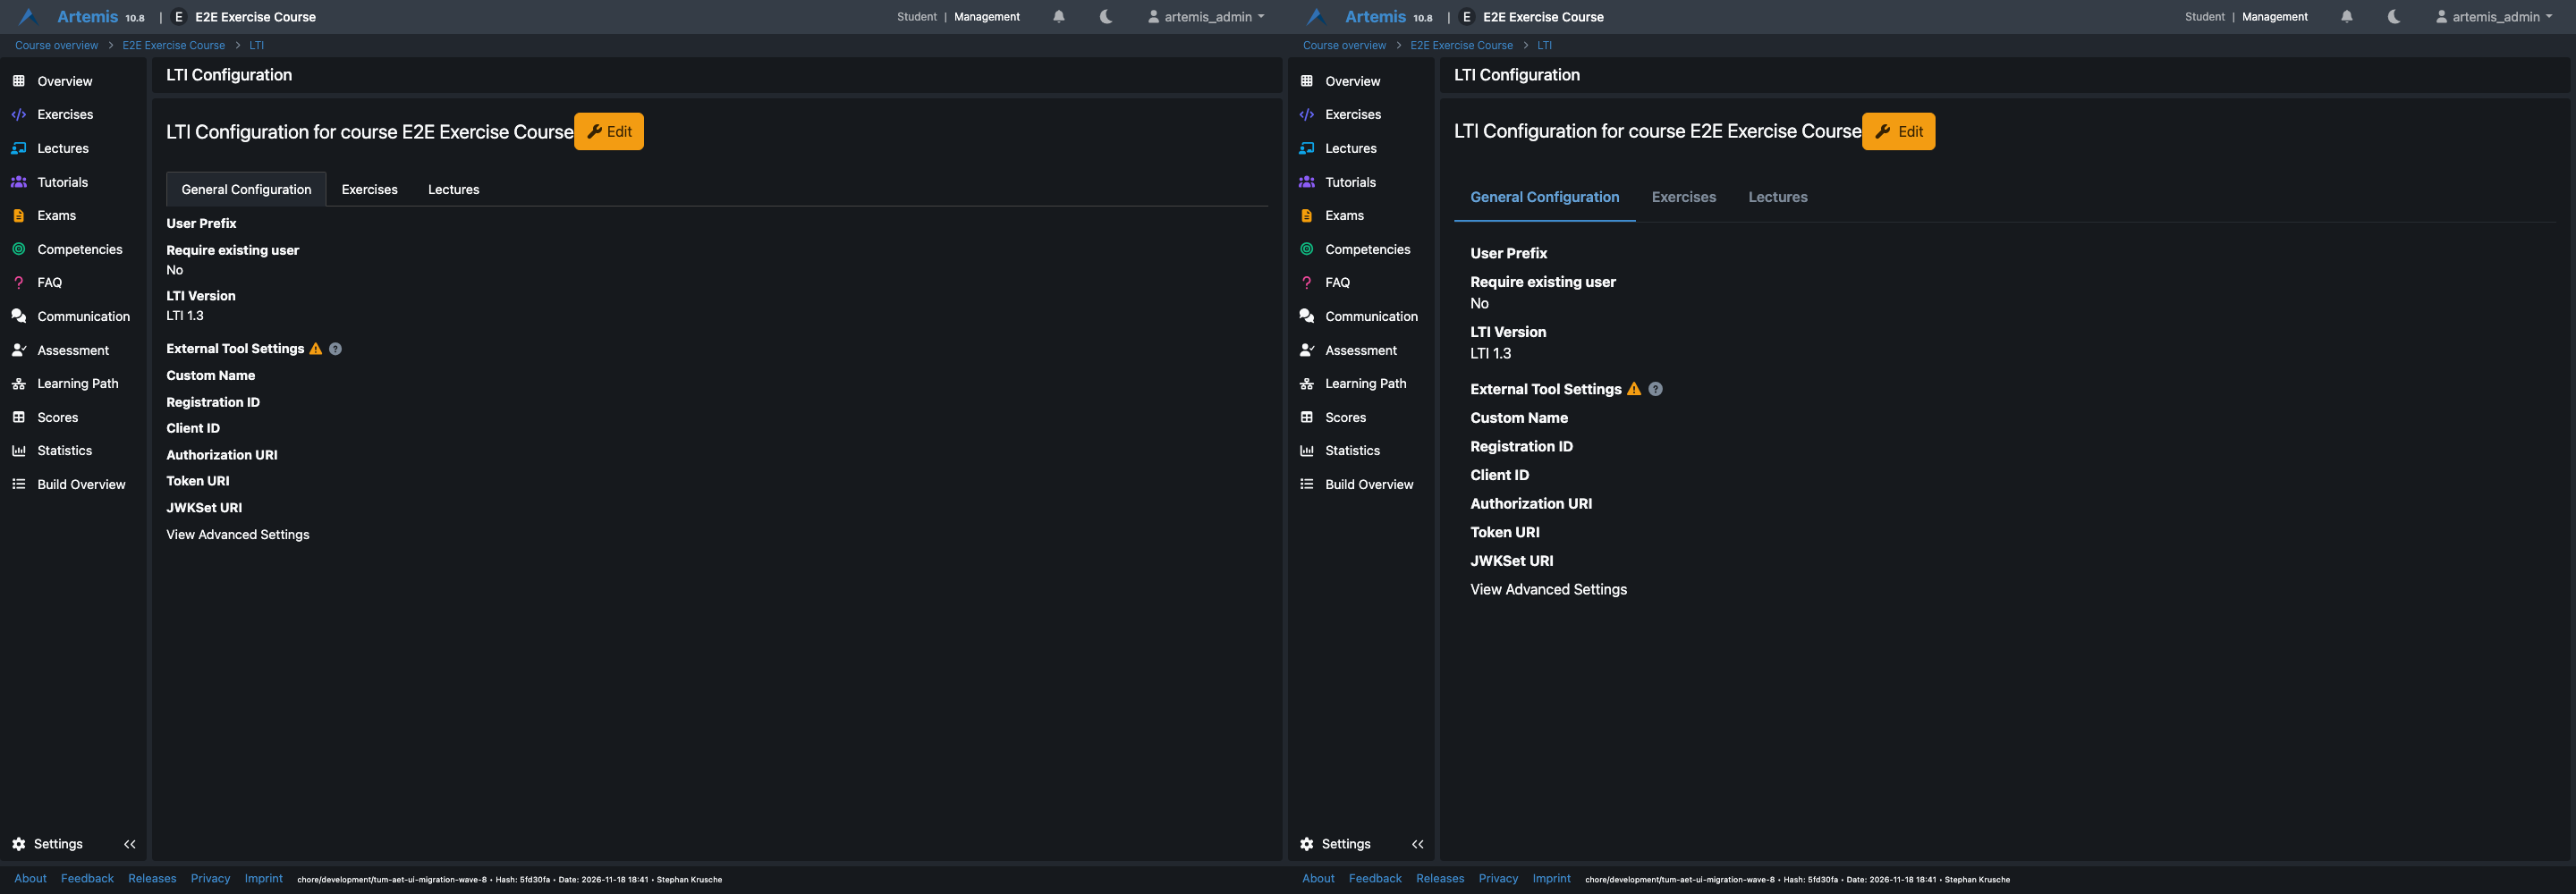 Artemis 10.8 | E E2E Exercise Course Student | Management artemis_admin
Course overview > E2E Exercise Course > LTI
Overview
Exercises
Lectures
Tutorials
Exams
Competencies
FAQ
Communication
Assessment
Learning Path
Scores
Statistics
Build Overview
Settings
LTI Configuration
LTI Configuration for course E2E Exercise Course Edit
General Configuration Exercises Lectures
User Prefix
Require existing user
No
LTI Version
LTI 1.3
External Tool Settings
Custom Name
Registration ID
Client ID
Authorization URI
Token URI
JWKSet URI
View Advanced Settings
About Feedback Releases Privacy Imprint chore/development/tum-aet-ui-migration-wave-8 • Hash: 5fd30fa • Date: 2026-11-18 18:41 • Stephan Krusche
Artemis 10.8 | E E2E Exercise Course Student | Management artemis_admin
Course overview > E2E Exercise Course > LTI
Overview
Exercises
Lectures
Tutorials
Exams
Competencies
FAQ
Communication
Assessment
Learning Path
Scores
Statistics
Build Overview
Settings
LTI Configuration
LTI Configuration for course E2E Exercise Course Edit
General Configuration Exercises Lectures
User Prefix
Require existing user
No
LTI Version
LTI 1.3
External Tool Settings
Custom Name
Registration ID
Client ID
Authorization URI
Token URI
JWKSet URI
View Advanced Settings
About Feedback Releases Privacy Imprint chore/development/tum-aet-ui-migration-wave-8 • Hash: 5fd30fa • Date: 2026-11-18 18:41 • Stephan Krusche